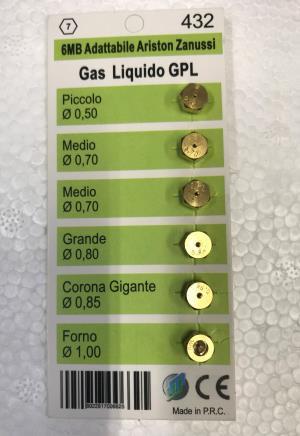 7
432
6MB Adattabile Ariston Zanussi
Gas Liquido GPL
Piccolo
Ø 0,50
Medio
Ø 0,70
Medio
Ø 0,70
Grande
Ø 0,80
Corona Gigante
Ø 0,85
Forno
Ø 1,00
CE
Made in P.R.C.